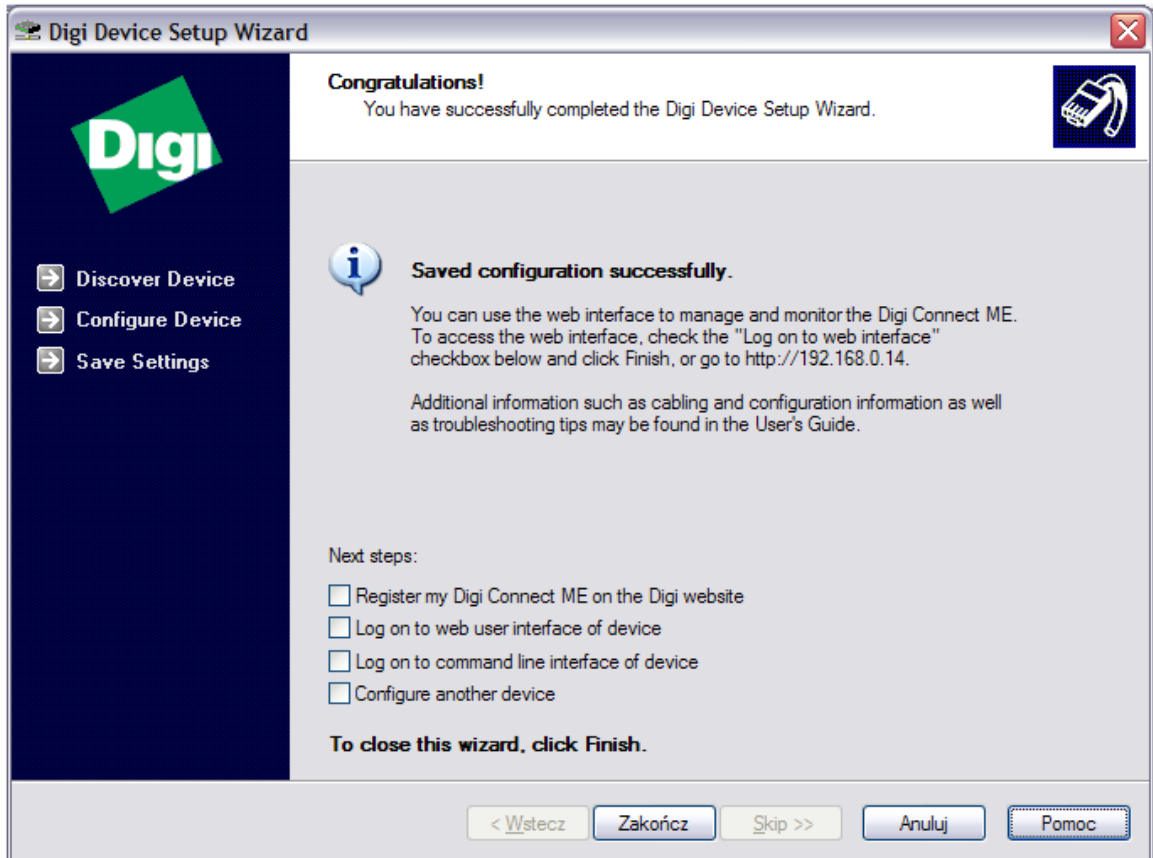 Digi Device Setup Wizard
Digi
Discover Device
Configure Device
Save Settings
Congratulations!
You have successfully completed the Digi Device Setup Wizard.
Saved configuration successfully.
You can use the web interface to manage and monitor the Digi Connect ME.
To access the web interface, check the "Log on to web interface"
checkbox below and click Finish, or go to http://192.168.0.14.
Additional information such as cabling and configuration information as well
as troubleshooting tips may be found in the User's Guide.
Next steps:
Register my Digi Connect ME on the Digi website
Log on to web user interface of device
Log on to command line interface of device
Configure another device
To close this wizard, click Finish.
< Wstecz Zakończ Skip >> Anuluj Pomoc